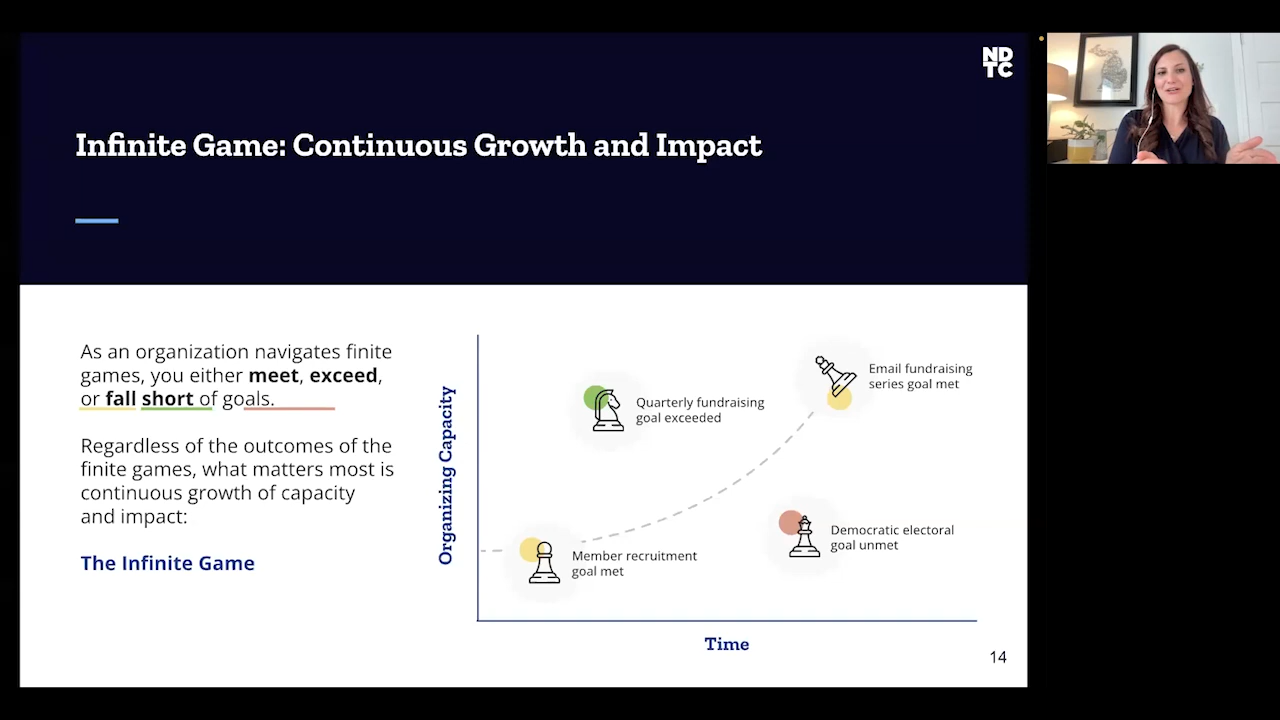 ND
TC
Infinite Game: Continuous Growth and Impact
As an organization navigates finite
games, you either meet, exceed,
or fall short of goals.
Regardless of the outcomes of the
finite games, what matters most is
continuous growth of capacity
and impact:
The Infinite Game
Organizing Capacity
Quarterly fundraising
goal exceeded
Email fundraising
series goal met
Member recruitment
goal met
Democratic electoral
goal unmet
Time
14